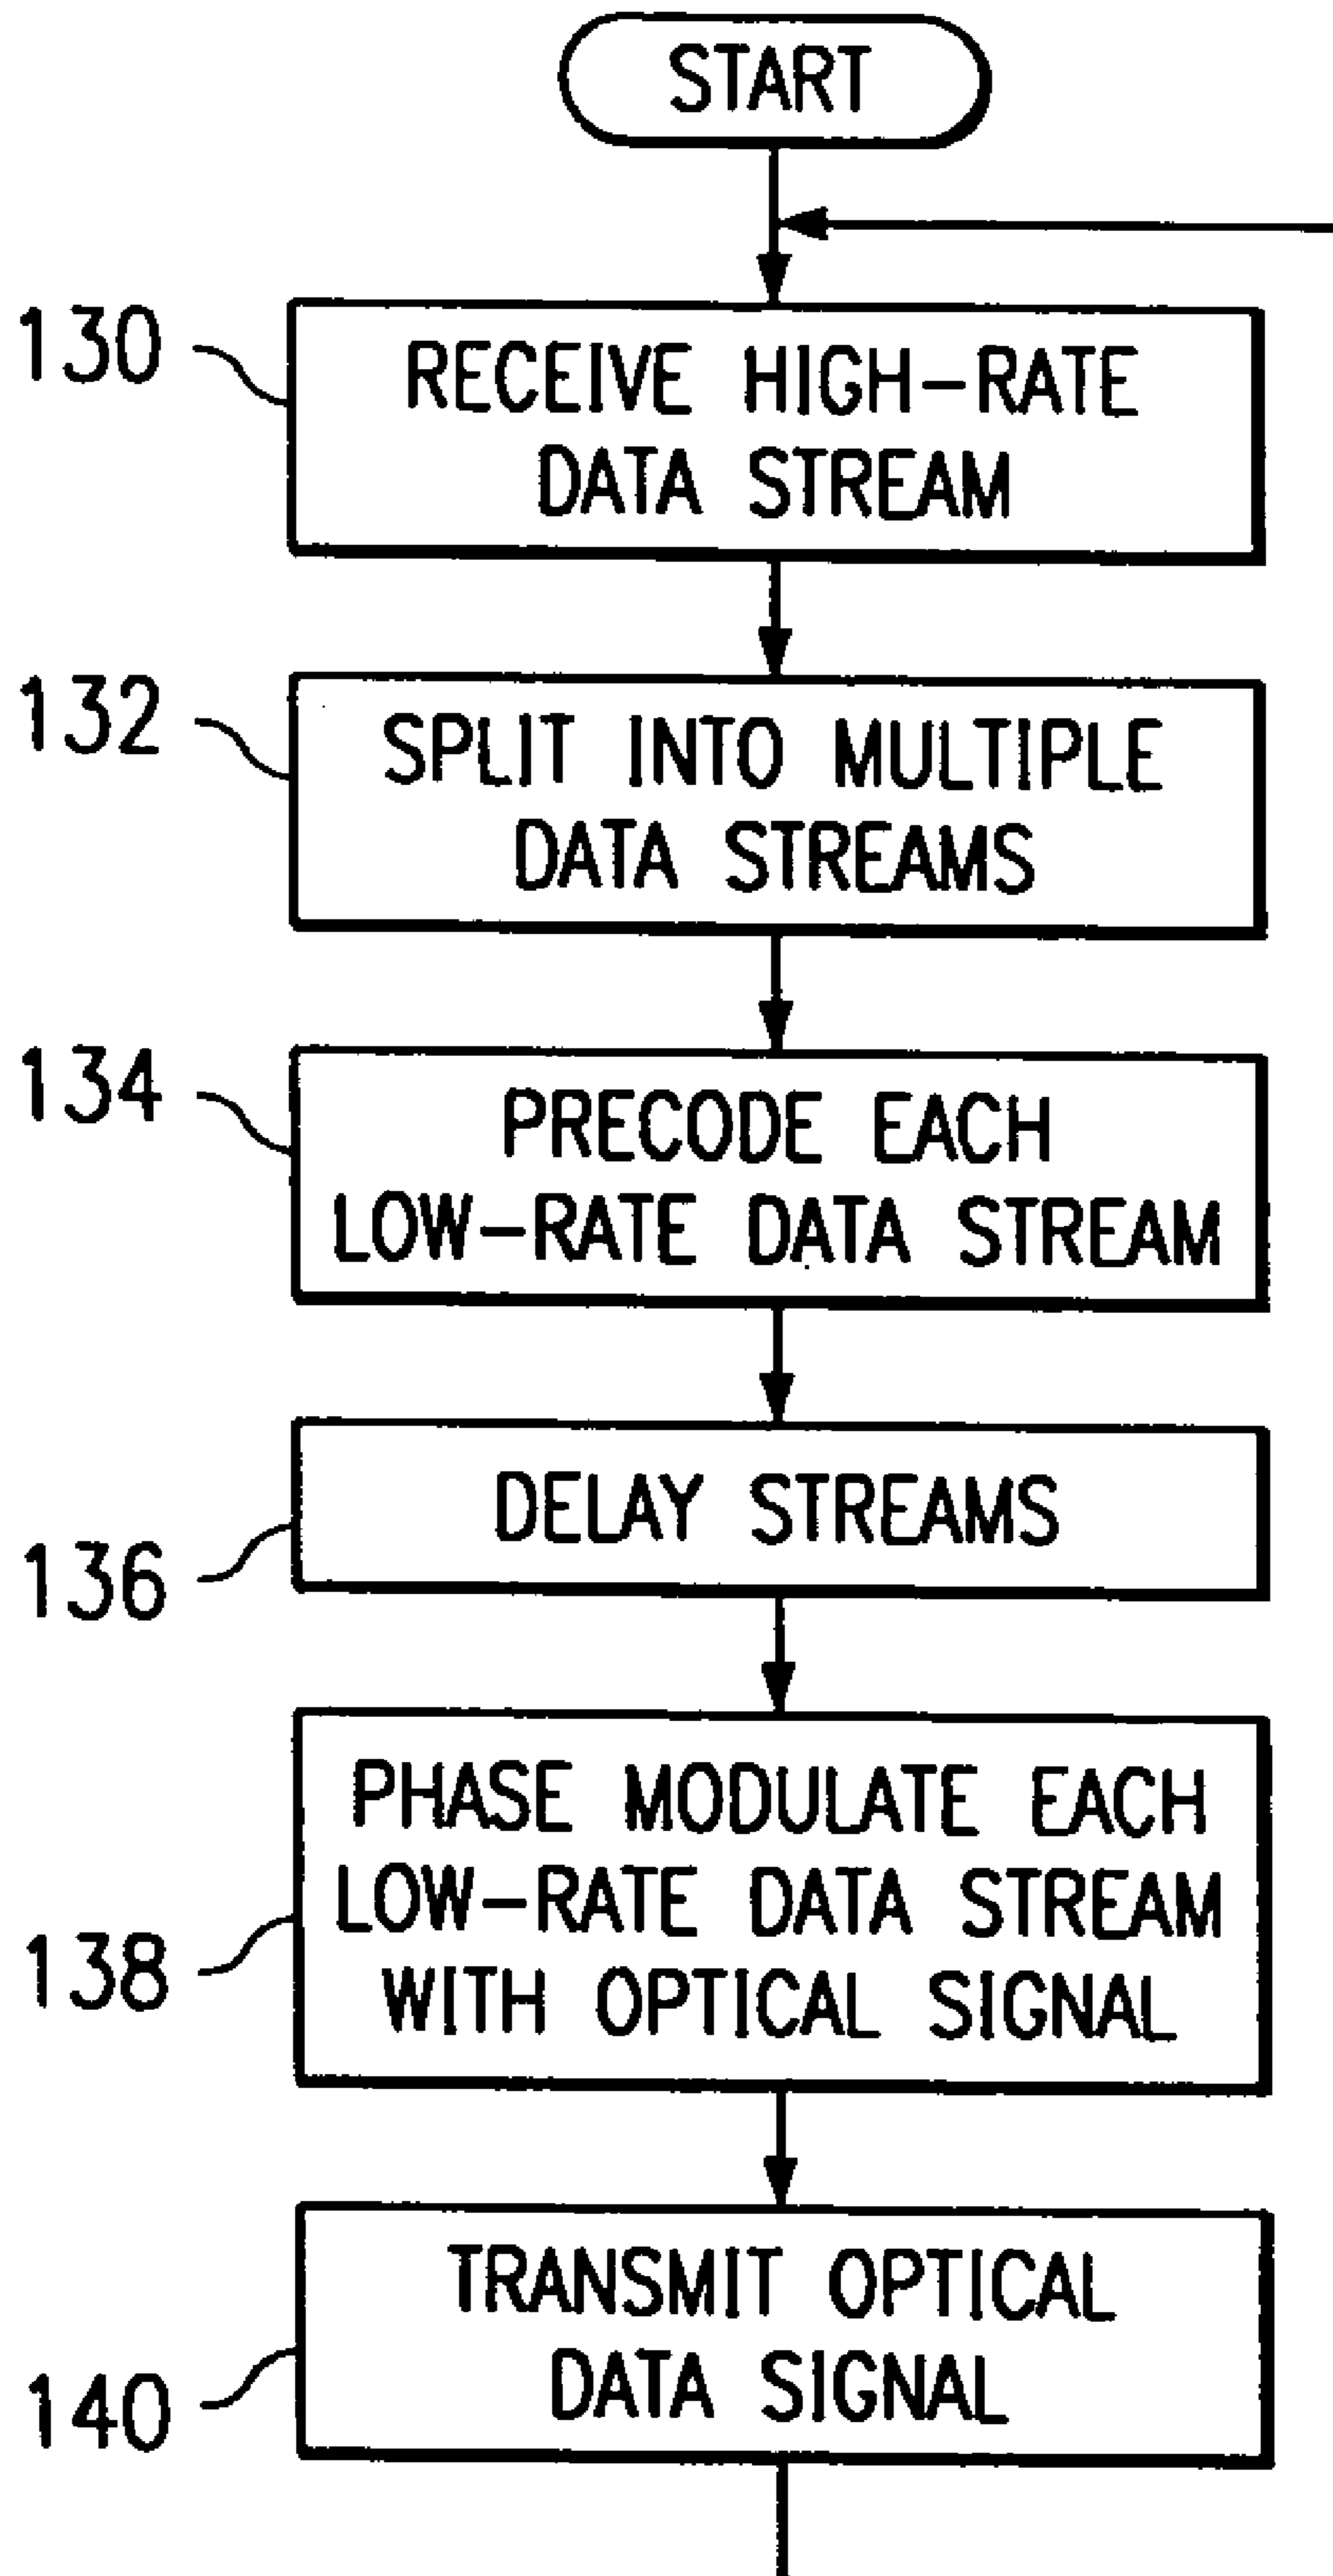 START
130
RECEIVE HIGH-RATE
DATA STREAM
132
SPLIT INTO MULTIPLE
DATA STREAMS
134
PRECODE EACH
LOW-RATE DATA STREAM
136
DELAY STREAMS
138
PHASE MODULATE EACH
LOW-RATE DATA STREAM
WITH OPTICAL SIGNAL
140
TRANSMIT OPTICAL
DATA SIGNAL